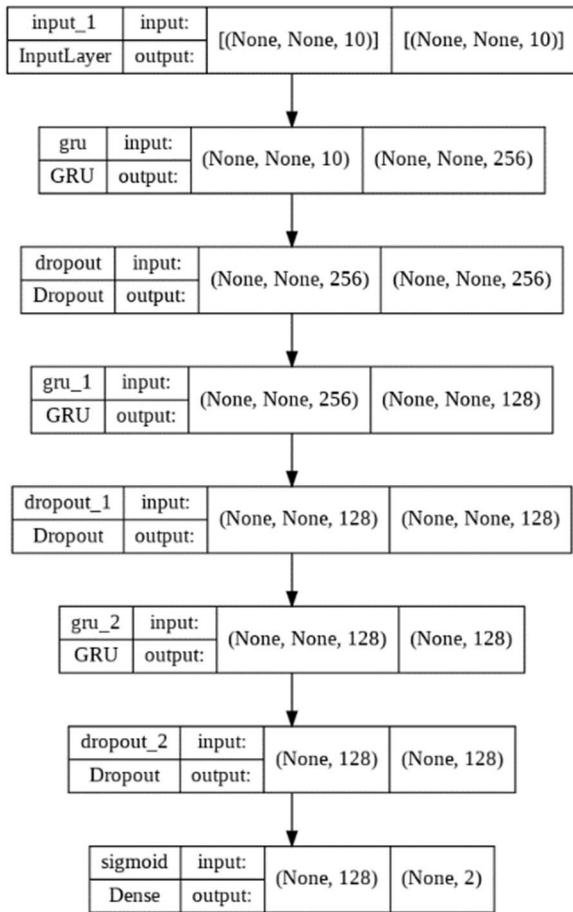 input_1 input: [(None, None, 10)] [(None, None, 10)]
InputLayer output:
gru input: (None, None, 10) (None, None, 256)
GRU output:
dropout input: (None, None, 256) (None, None, 256)
Dropout output:
gru_1 input: (None, None, 256) (None, None, 128)
GRU output:
dropout_1 input: (None, None, 128) (None, None, 128)
Dropout output:
gru_2 input: (None, None, 128) (None, 128)
GRU output:
dropout_2 input: (None, 128) (None, 128)
Dropout output:
sigmoid input: (None, 128) (None, 2)
Dense output: